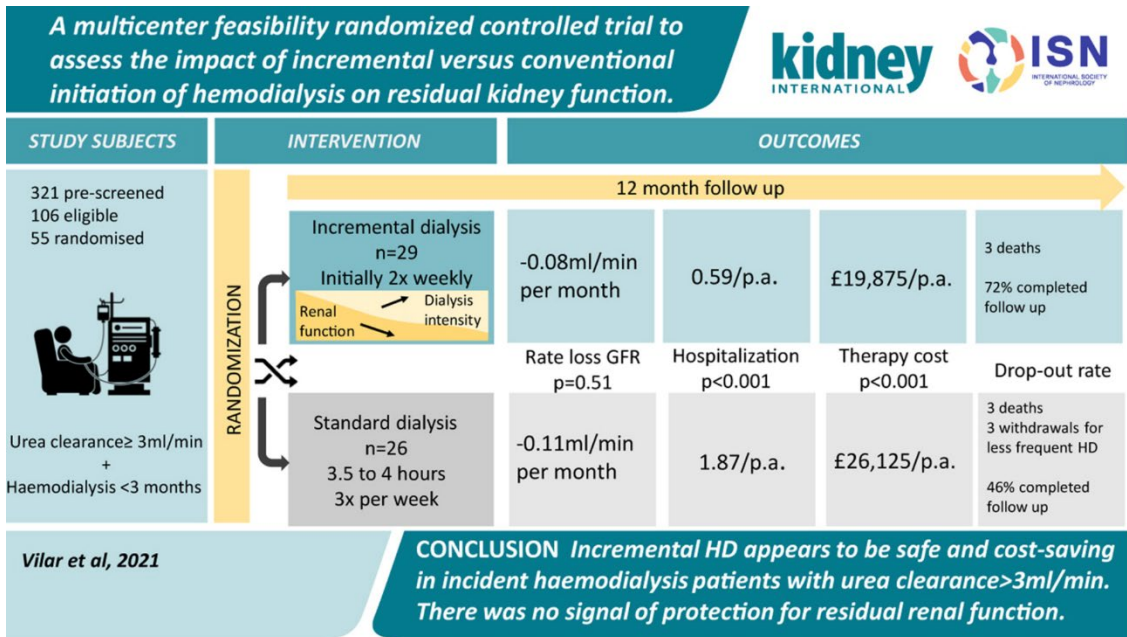 A multicenter feasibility randomized controlled trial to
assess the impact of incremental versus conventional
initiation of hemodialysis on residual kidney function.
kidney
INTERNATIONAL
ISN
INTERNATIONAL SOCIETY
OF NEPHROLOGY
STUDY SUBJECTS
INTERVENTION
OUTCOMES
321 pre-screened
106 eligible
55 randomised
Urea clearance≥ 3ml/min
+
Haemodialysis <3 months
RANDOMIZATION
12 month follow up
Incremental dialysis
n=29
Initially 2x weekly
Renal
function
Dialysis
intensity
-0.08ml/min
per month
0.59/p.a.
£19,875/p.a.
3 deaths
72% completed
follow up
Rate loss GFR
p=0.51
Hospitalization
p<0.001
Therapy cost
p<0.001
Drop-out rate
Standard dialysis
n=26
3.5 to 4 hours
3x per week
-0.11ml/min
per month
1.87/p.a.
£26,125/p.a.
3 deaths
3 withdrawals for
less frequent HD
46% completed
follow up
Vilar et al, 2021
CONCLUSION Incremental HD appears to be safe and cost-saving
in incident haemodialysis patients with urea clearance>3ml/min.
There was no signal of protection for residual renal function.